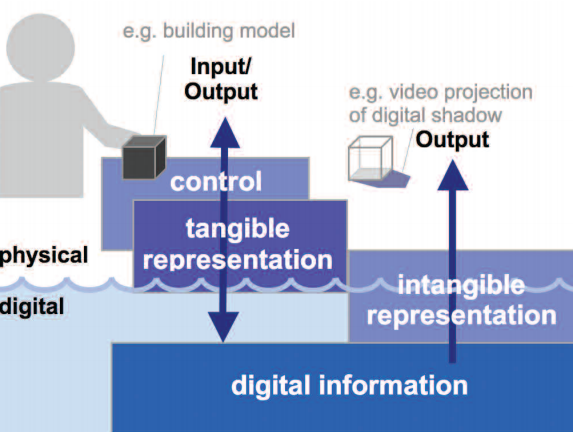 e.g. building model
Input/
Output
e.g. video projection
of digital shadow
Output
control
tangible
representation
physical
digital
intangible
representation
digital information